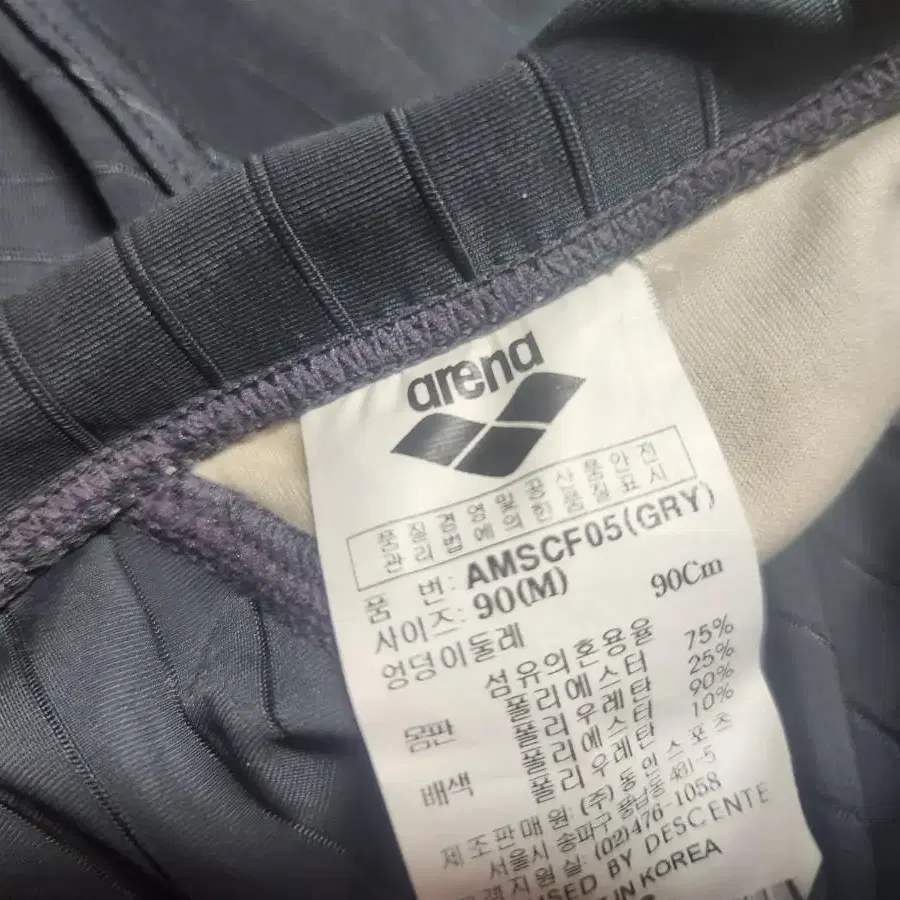 arena
품질경영및공산품안전
관리법에의한품질표시
품 번: AMSCF05(GRY)
사이즈: 90(M)
엉덩이둘레 90Cm
섬유의혼용율
몸판 폴리에스터 75%
폴리우레탄 25%
배색 폴리에스터 90%
폴리우레탄 10%
제조판매원: (주)동인스포츠
서울시 송파구 풍납동 481-5
고객지원실: (02)476-1058
BY DESCENTE
IN KOREA